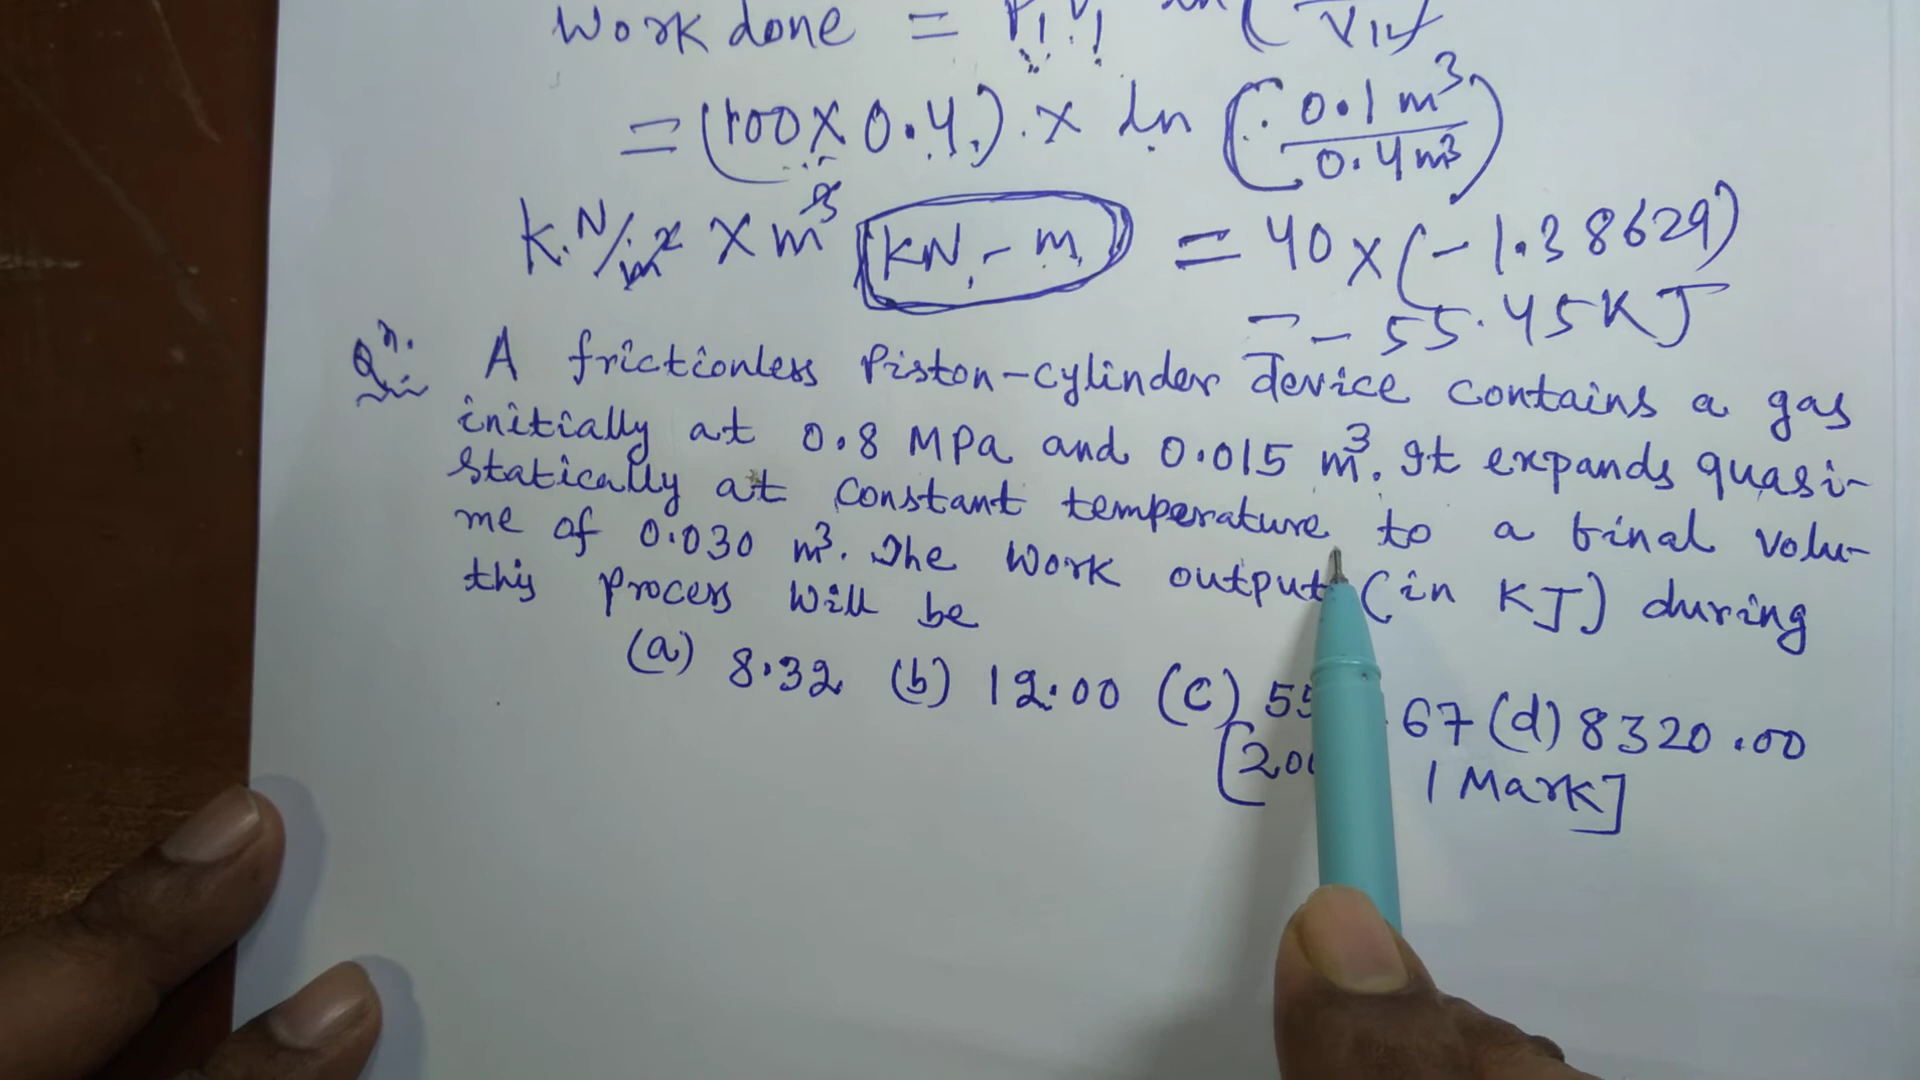 Work done = P1V1 ln ( / V1)
= (100 X 0.4) x ln (0.1 m³ / 0.4 m³)
K.N/m² X m³ KN-m = 40 x (-1.38629)
= -55.45 KJ
Qn. A frictionless Piston-cylinder device contains a gas
initially at 0.8 MPa and 0.015 m³. It expands quasi-
statically at constant temperature to a final volu-
me of 0.030 m³. The work output (in KJ) during
this process will be
(a) 8.32 (b) 12.00 (c) 67 (d) 8320.00
1 Mark]